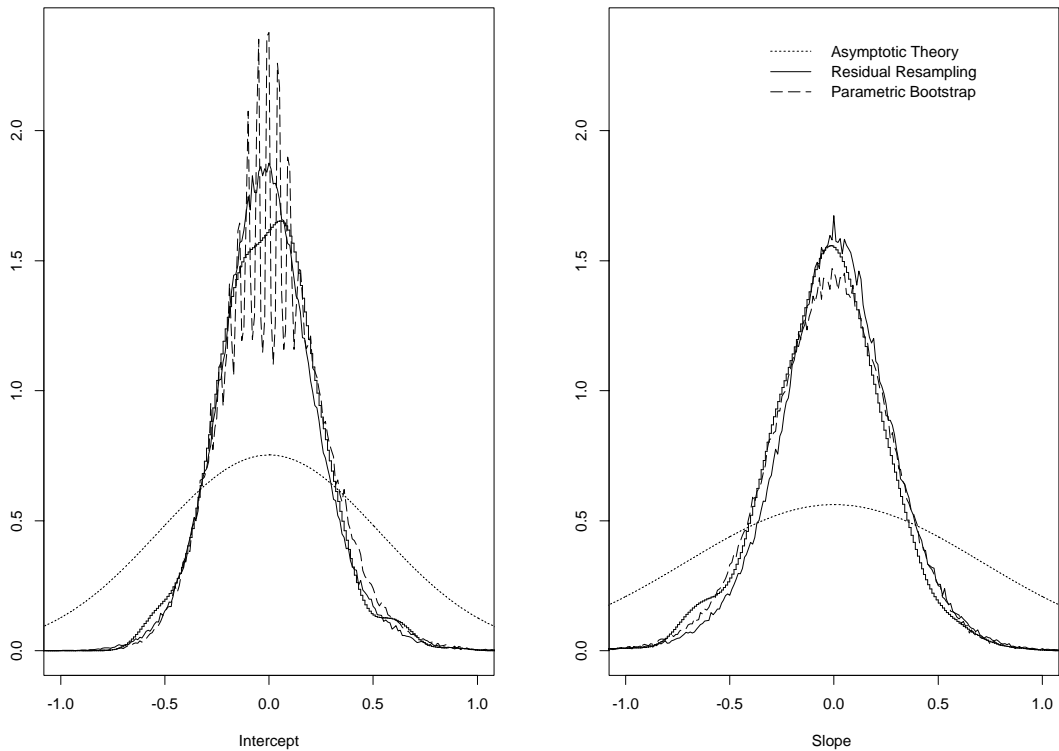 2.0
1.5
1.0
0.5
0.0
-1.0 -0.5 0.0 0.5 1.0
Intercept
Asymptotic Theory
Residual Resampling
Parametric Bootstrap
2.0
1.5
1.0
0.5
0.0
-1.0 -0.5 0.0 0.5 1.0
Slope